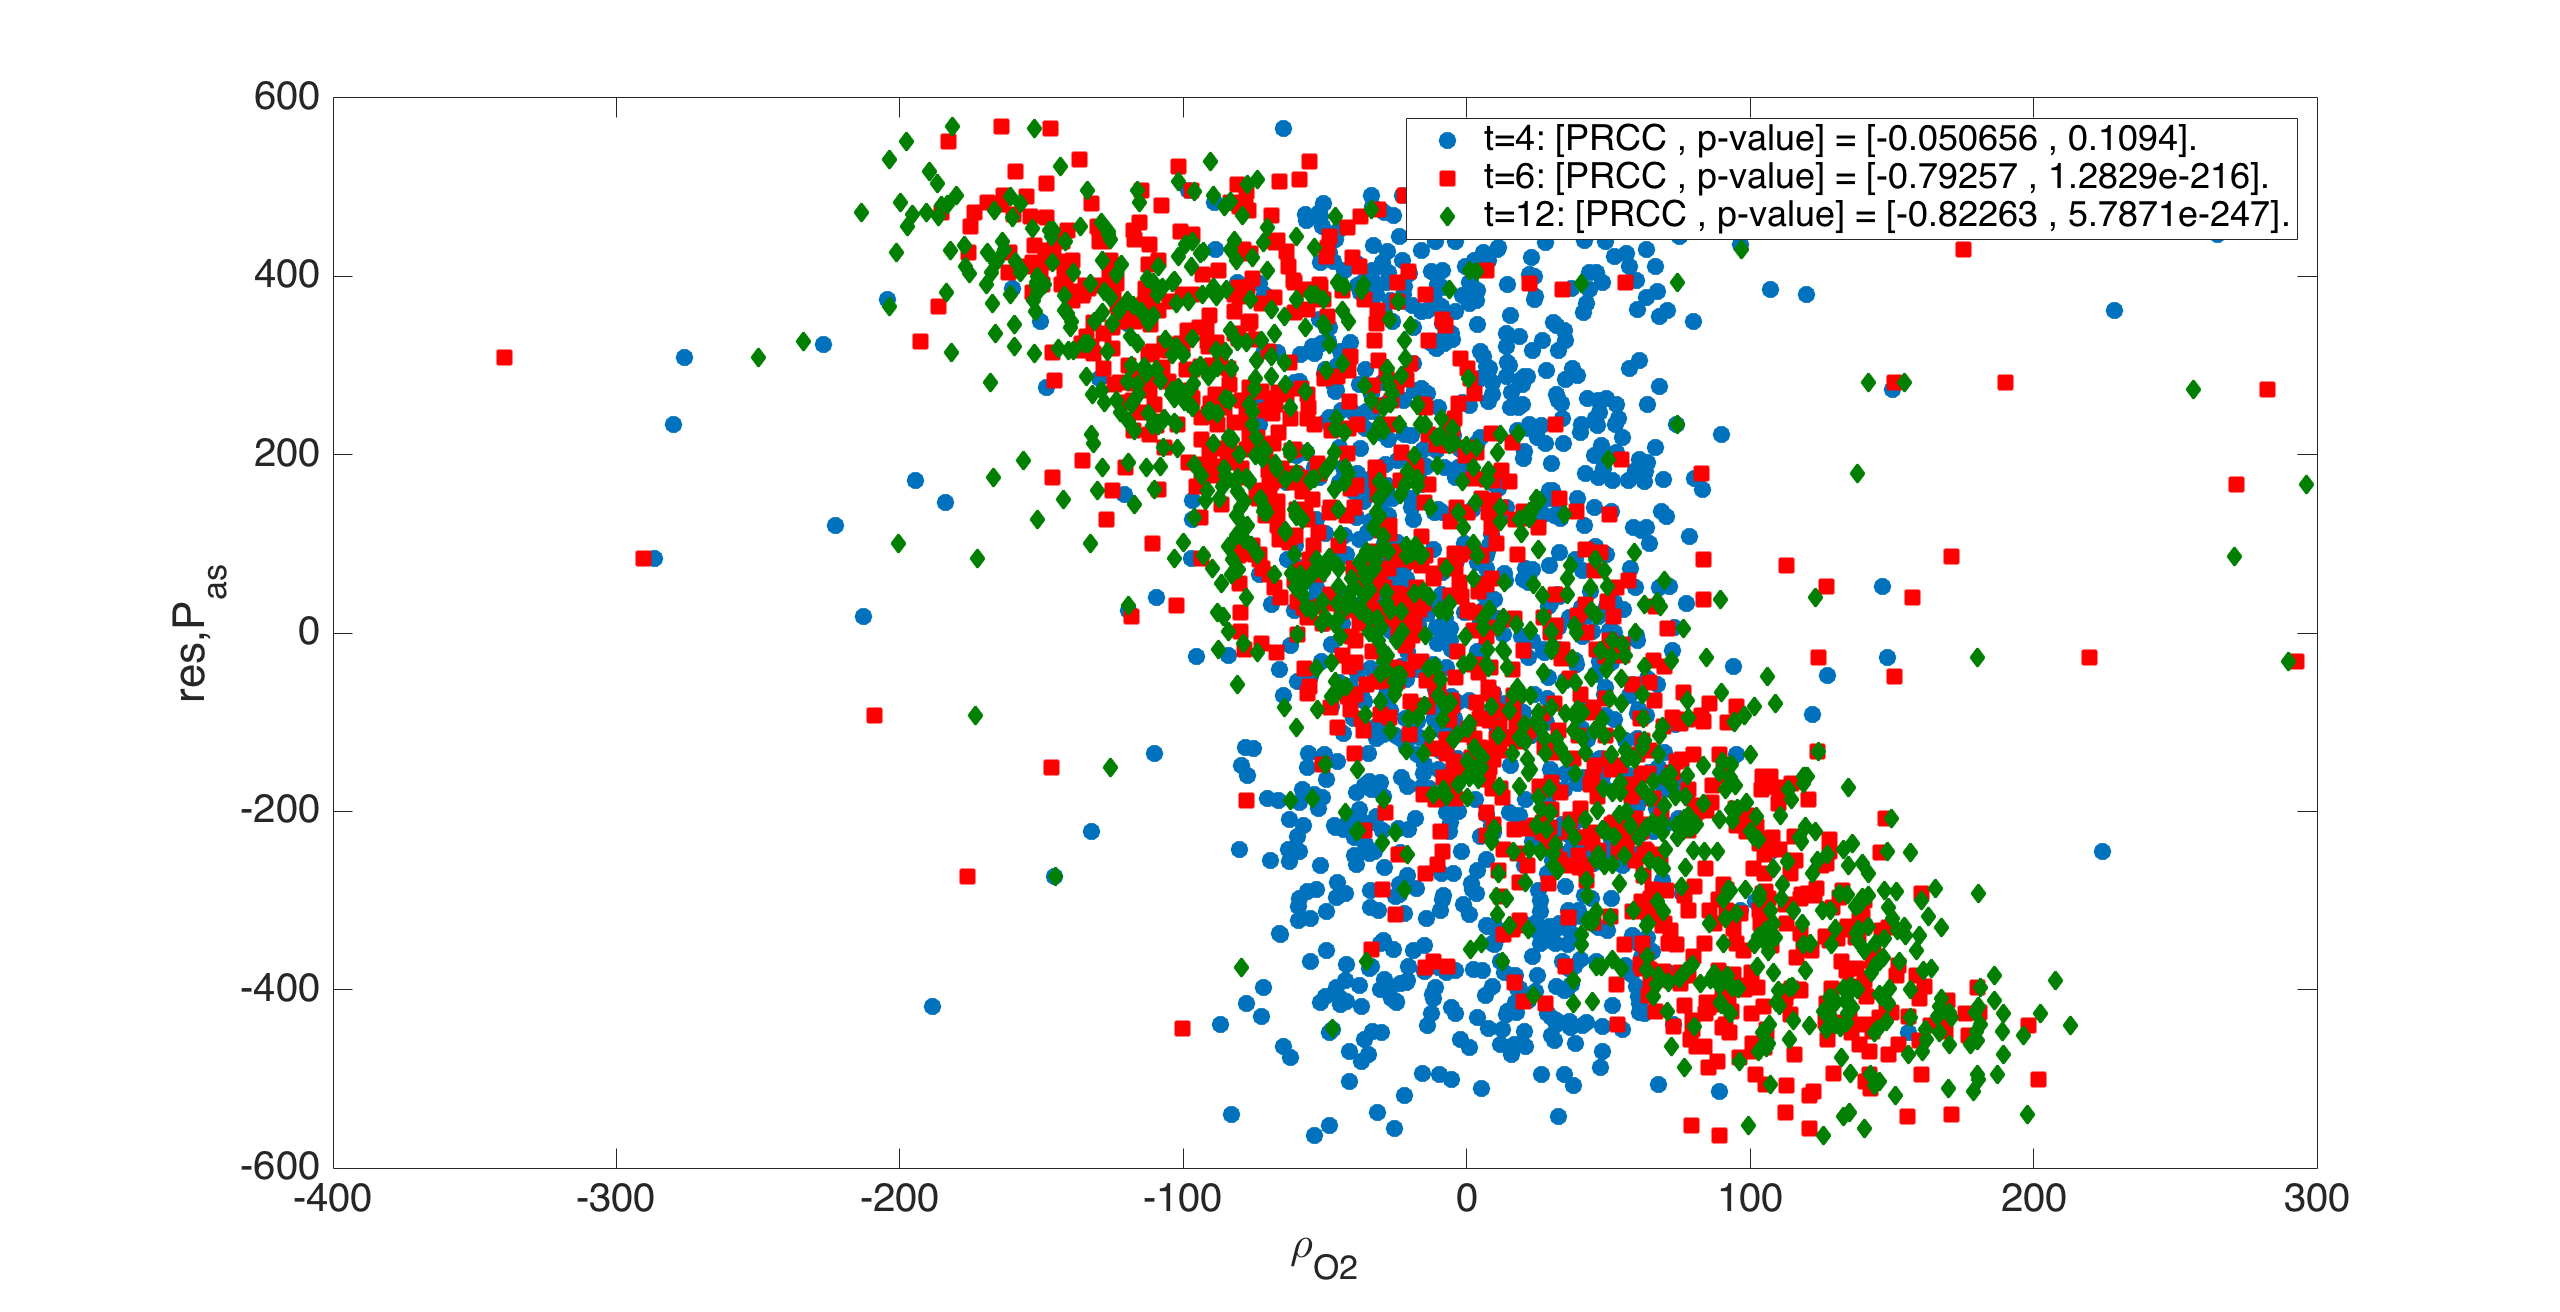 600
400
200
0
-200
-400
-600
-400 -300 -200 -100 0 100 200 300
res,P_as
ρ_O2
t=4: [PRCC , p-value] = [-0.050656 , 0.1094].
t=6: [PRCC , p-value] = [-0.79257 , 1.2829e-216].
t=12: [PRCC , p-value] = [-0.82263 , 5.7871e-247].